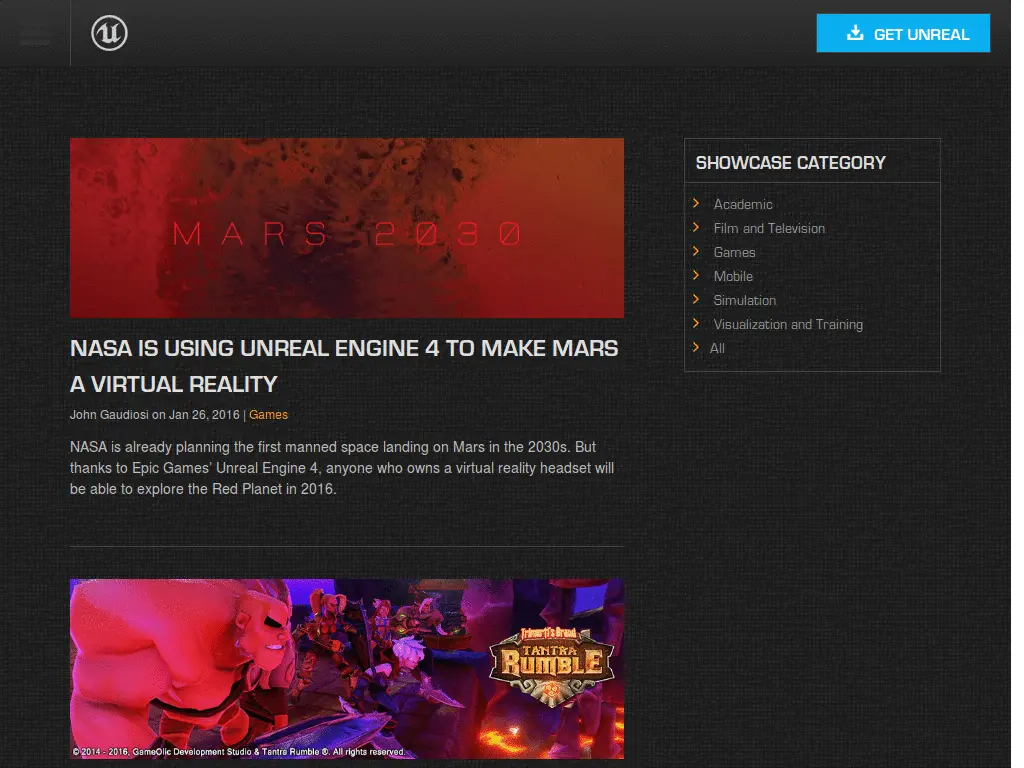 GET UNREAL
MARS 2030
NASA IS USING UNREAL ENGINE 4 TO MAKE MARS
A VIRTUAL REALITY
John Gaudiosi on Jan 26, 2016 | Games
NASA is already planning the first manned space landing on Mars in the 2030s. But
thanks to Epic Games’ Unreal Engine 4, anyone who owns a virtual reality headset will
be able to explore the Red Planet in 2016.
Trimurti's Brand
TANTRA
RUMBLE
© 2014 - 2016, GameOlic Development Studio & Tantra Rumble ®. All rights reserved.
SHOWCASE CATEGORY
Academic
Film and Television
Games
Mobile
Simulation
Visualization and Training
All